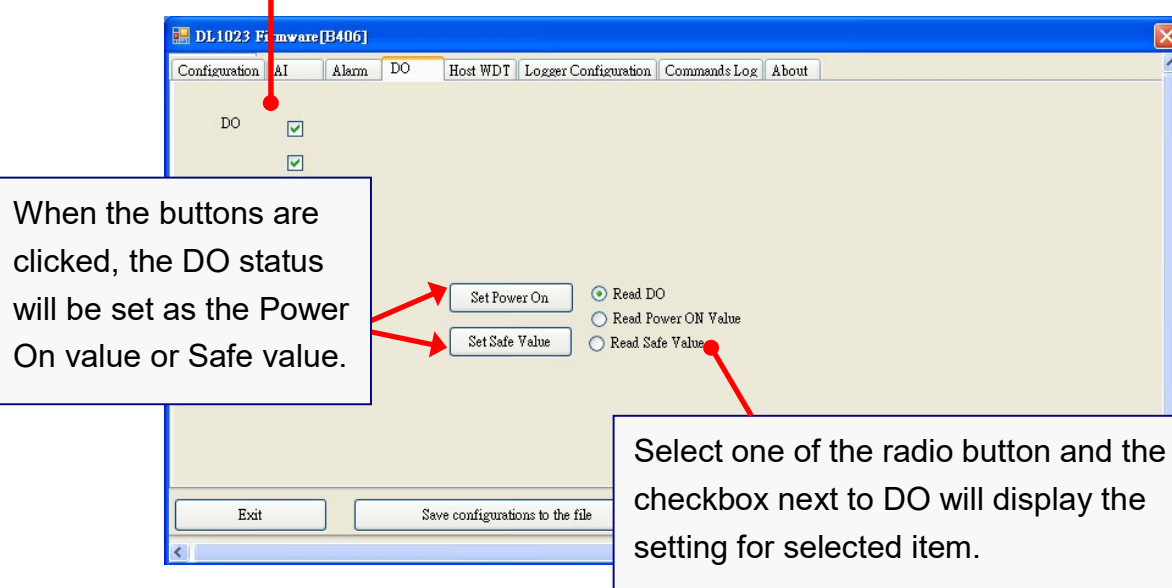 DL1023 Firmware[B406]
Configuration AI Alarm DO Host WDT Logger Configuration Commands Log About
DO
When the buttons are
clicked, the DO status
will be set as the Power
On value or Safe value.
Set Power On
Set Safe Value
Read DO
Read Power ON Value
Read Safe Value
Select one of the radio button and the
checkbox next to DO will display the
setting for selected item.
Exit
Save configurations to the file